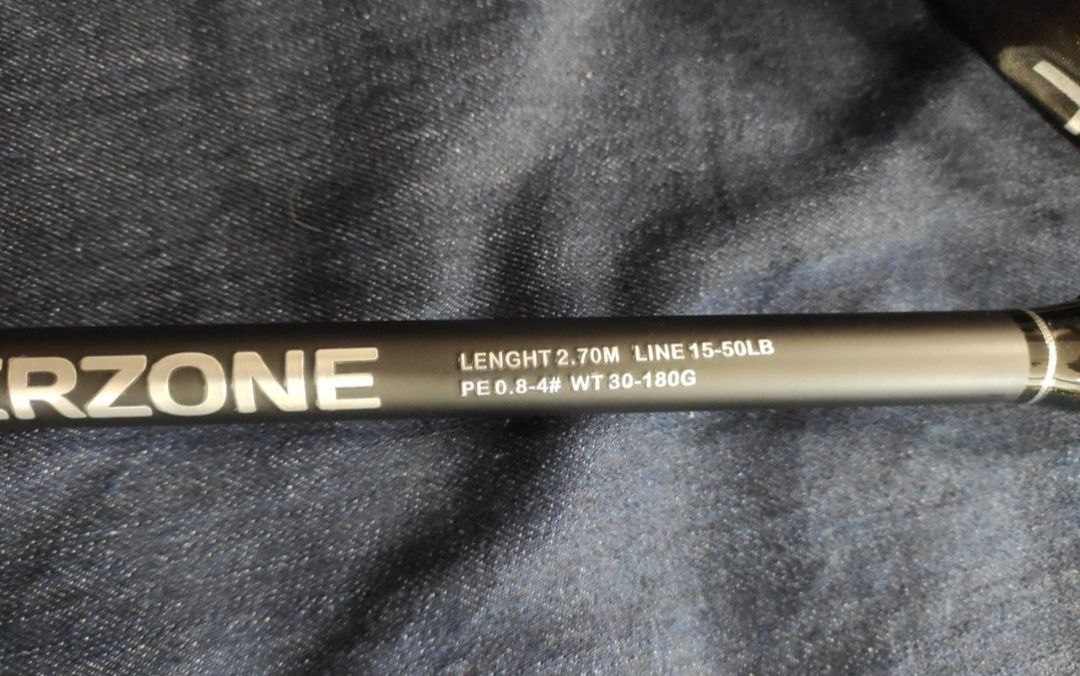 ERZONE
LENGHT 2.70M LINE 15-50LB
PE 0.8-4# WT 30-180G